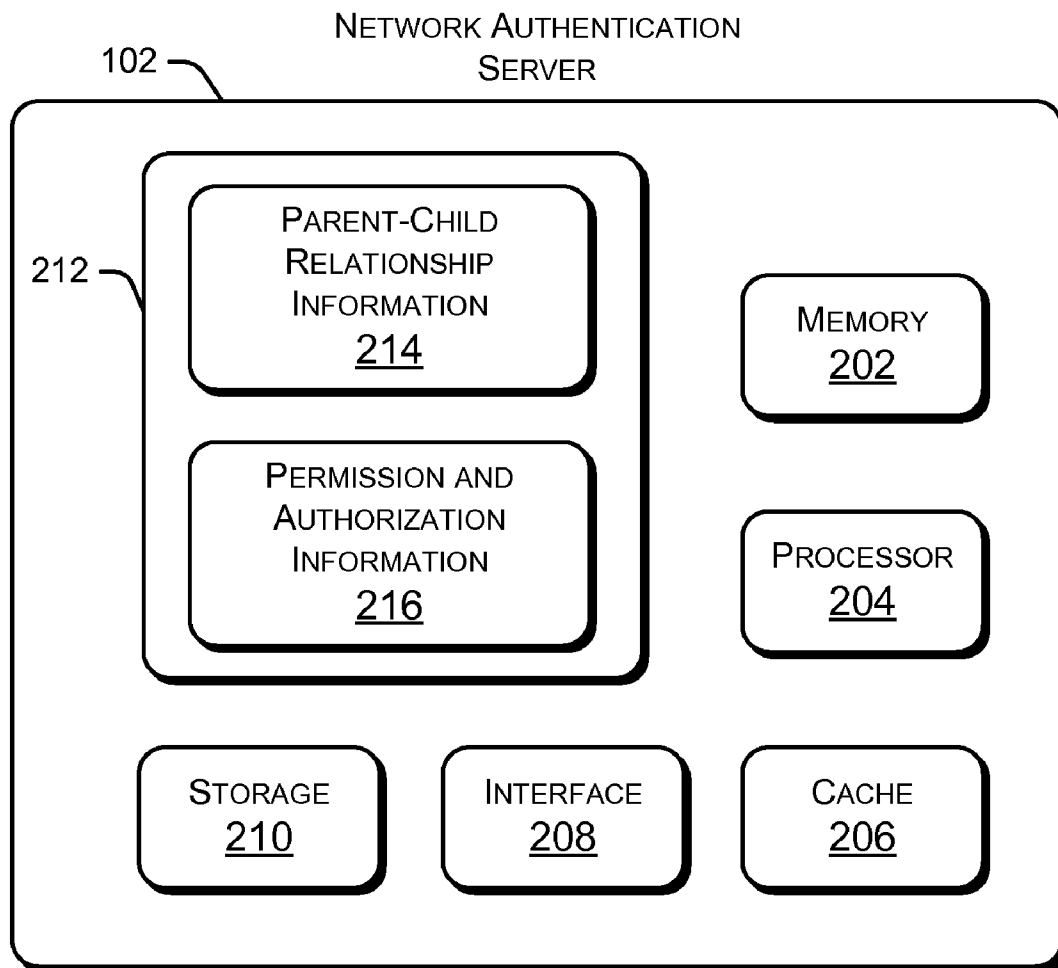 NETWORK AUTHENTICATION
SERVER
102
212
PARENT-CHILD
RELATIONSHIP
INFORMATION
214
PERMISSION AND
AUTHORIZATION
INFORMATION
216
MEMORY
202
PROCESSOR
204
STORAGE
210
INTERFACE
208
CACHE
206